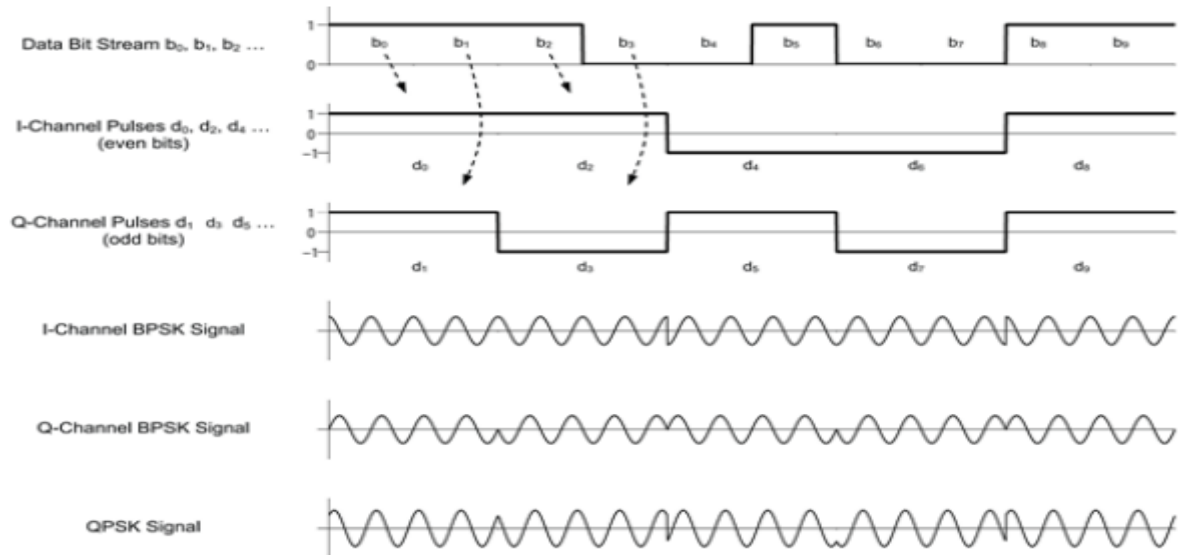 Data Bit Stream b₀, b₁, b₂ ...
1
0
b₀ b₁ b₂ b₃ b₄ b₅ b₆ b₇ b₈ b₉
I-Channel Pulses d₀, d₂, d₄ ...
(even bits)
1
0
−1
d₀ d₂ d₄ d₆ d₈
Q-Channel Pulses d₁ d₃ d₅ ...
(odd bits)
1
0
−1
d₁ d₃ d₅ d₇ d₉
I-Channel BPSK Signal
Q-Channel BPSK Signal
QPSK Signal